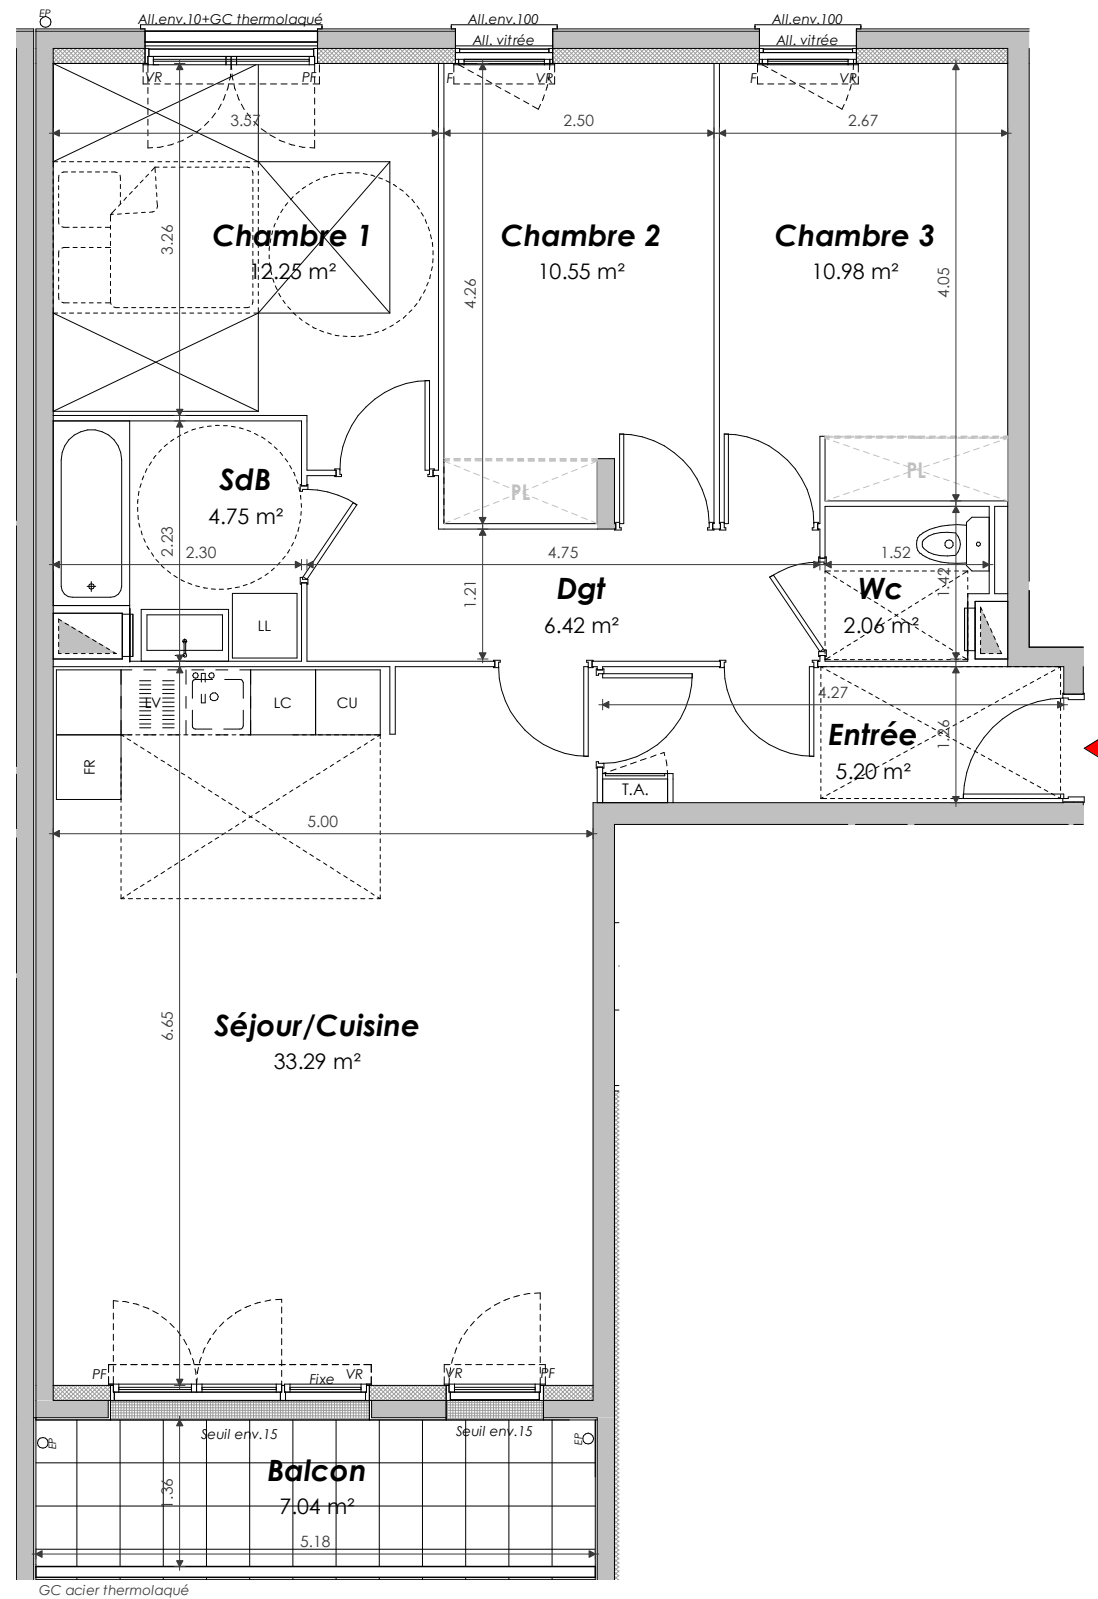 EP
All.env.10+GC thermolaqué
All.env.100
All. vitrée
All.env.100
All. vitrée
VR
PF
F
VR
F
VR
3.57
2.50
2.67
3.26
Chambre 1
12.25 m²
4.26
Chambre 2
10.55 m²
Chambre 3
10.98 m²
4.05
PL
PL
SdB
4.75 m²
2.23
2.30
4.75
1.52
1.21
1.42
Dgt
6.42 m²
Wc
2.06 m²
LL
LV
LC
CU
FR
4.27
Entrée
5.20 m²
1.26
T.A.
5.00
6.65
Séjour/Cuisine
33.29 m²
PF
Fixe
VR
VR
PF
Seuil env.15
Seuil env.15
EP
EP
Balcon
7.04 m²
1.36
5.18
GC acier thermolaqué